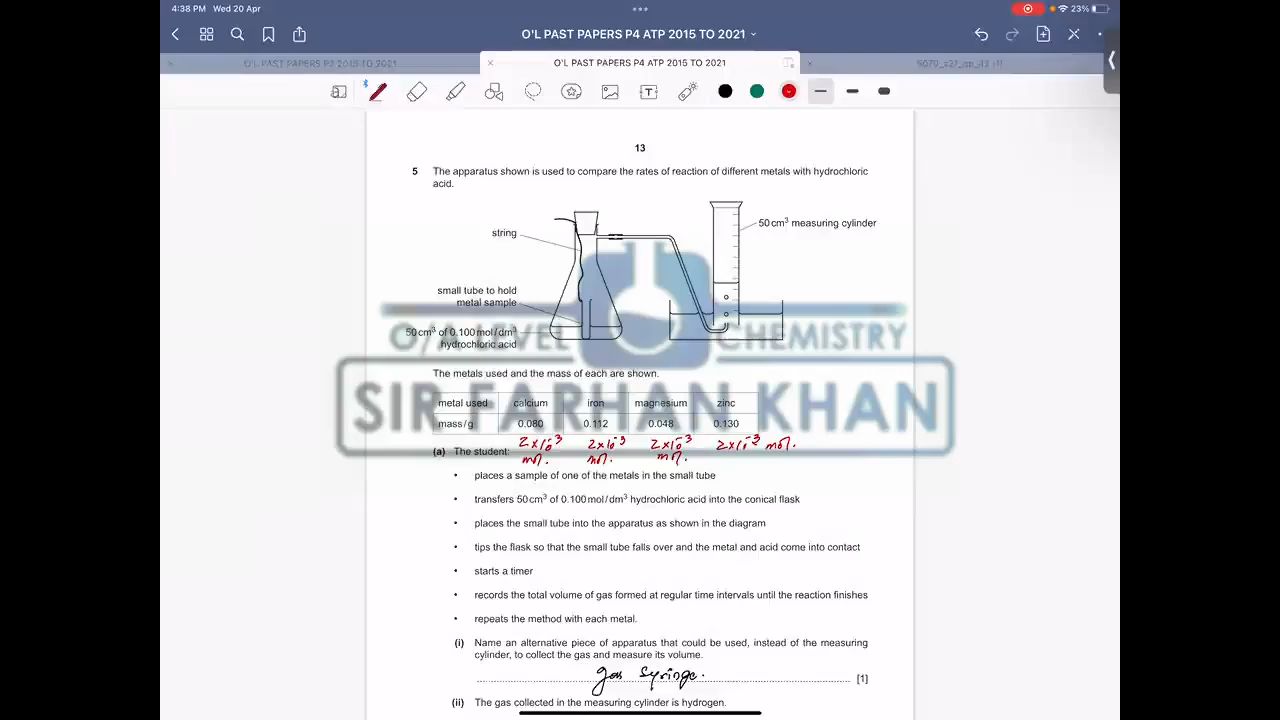 4:38 PM Wed 20 Apr
23%
O'L PAST PAPERS P4 ATP 2015 TO 2021
O'L PAST PAPERS P2 2015 TO 2021
O'L PAST PAPERS P4 ATP 2015 TO 2021
13
5 The apparatus shown is used to compare the rates of reaction of different metals with hydrochloric
acid.
50 cm³ measuring cylinder
string
small tube to hold
metal sample
50 cm³ of 0.100 mol/dm³
hydrochloric acid
O/A LEVEL CHEMISTRY
SIR FARHAN KHAN
The metals used and the mass of each are shown.
metal used calcium iron magnesium zinc
mass/g 0.080 0.112 0.048 0.130
2×10⁻³ mol. 2×10⁻³ mol. 2×10⁻³ mol. 2×10⁻³ mol.
(a) The student:
• places a sample of one of the metals in the small tube
• transfers 50 cm³ of 0.100 mol/dm³ hydrochloric acid into the conical flask
• places the small tube into the apparatus as shown in the diagram
• tips the flask so that the small tube falls over and the metal and acid come into contact
• starts a timer
• records the total volume of gas formed at regular time intervals until the reaction finishes
• repeats the method with each metal.
(i) Name an alternative piece of apparatus that could be used, instead of the measuring
cylinder, to collect the gas and measure its volume.
gas syringe.
[1]
(ii) The gas collected in the measuring cylinder is hydrogen.